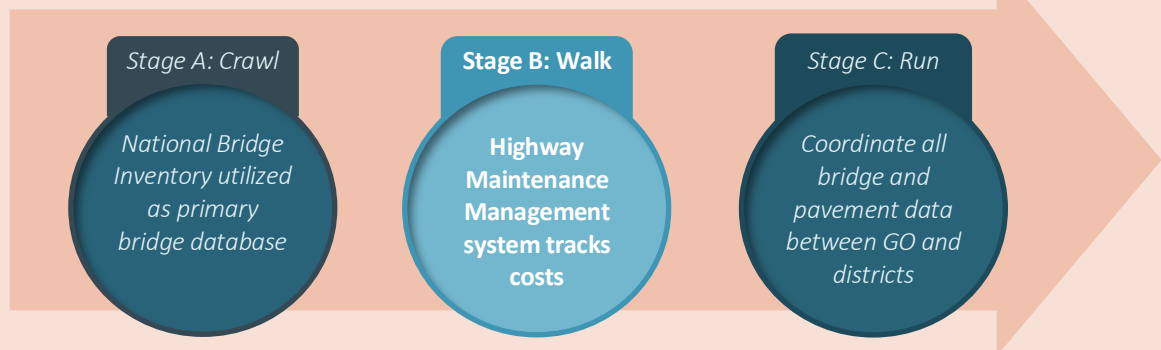 Stage A: Crawl
National Bridge
Inventory utilized
as primary
bridge database
Stage B: Walk
Highway
Maintenance
Management
system tracks
costs
Stage C: Run
Coordinate all
bridge and
pavement data
between GO and
districts